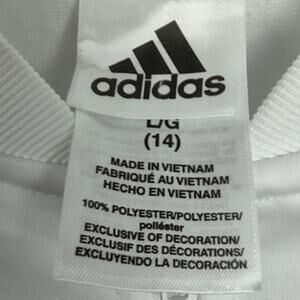 adidas
L/G
(14)
MADE IN VIETNAM
FABRIQUÉ AU VIETNAM
HECHO EN VIETNAM
100% POLYESTER/POLYESTER/
poliéster
EXCLUSIVE OF DECORATION/
EXCLUSIF DES DÉCORATIONS/
EXCLUYENDO LA DECORACIÓN